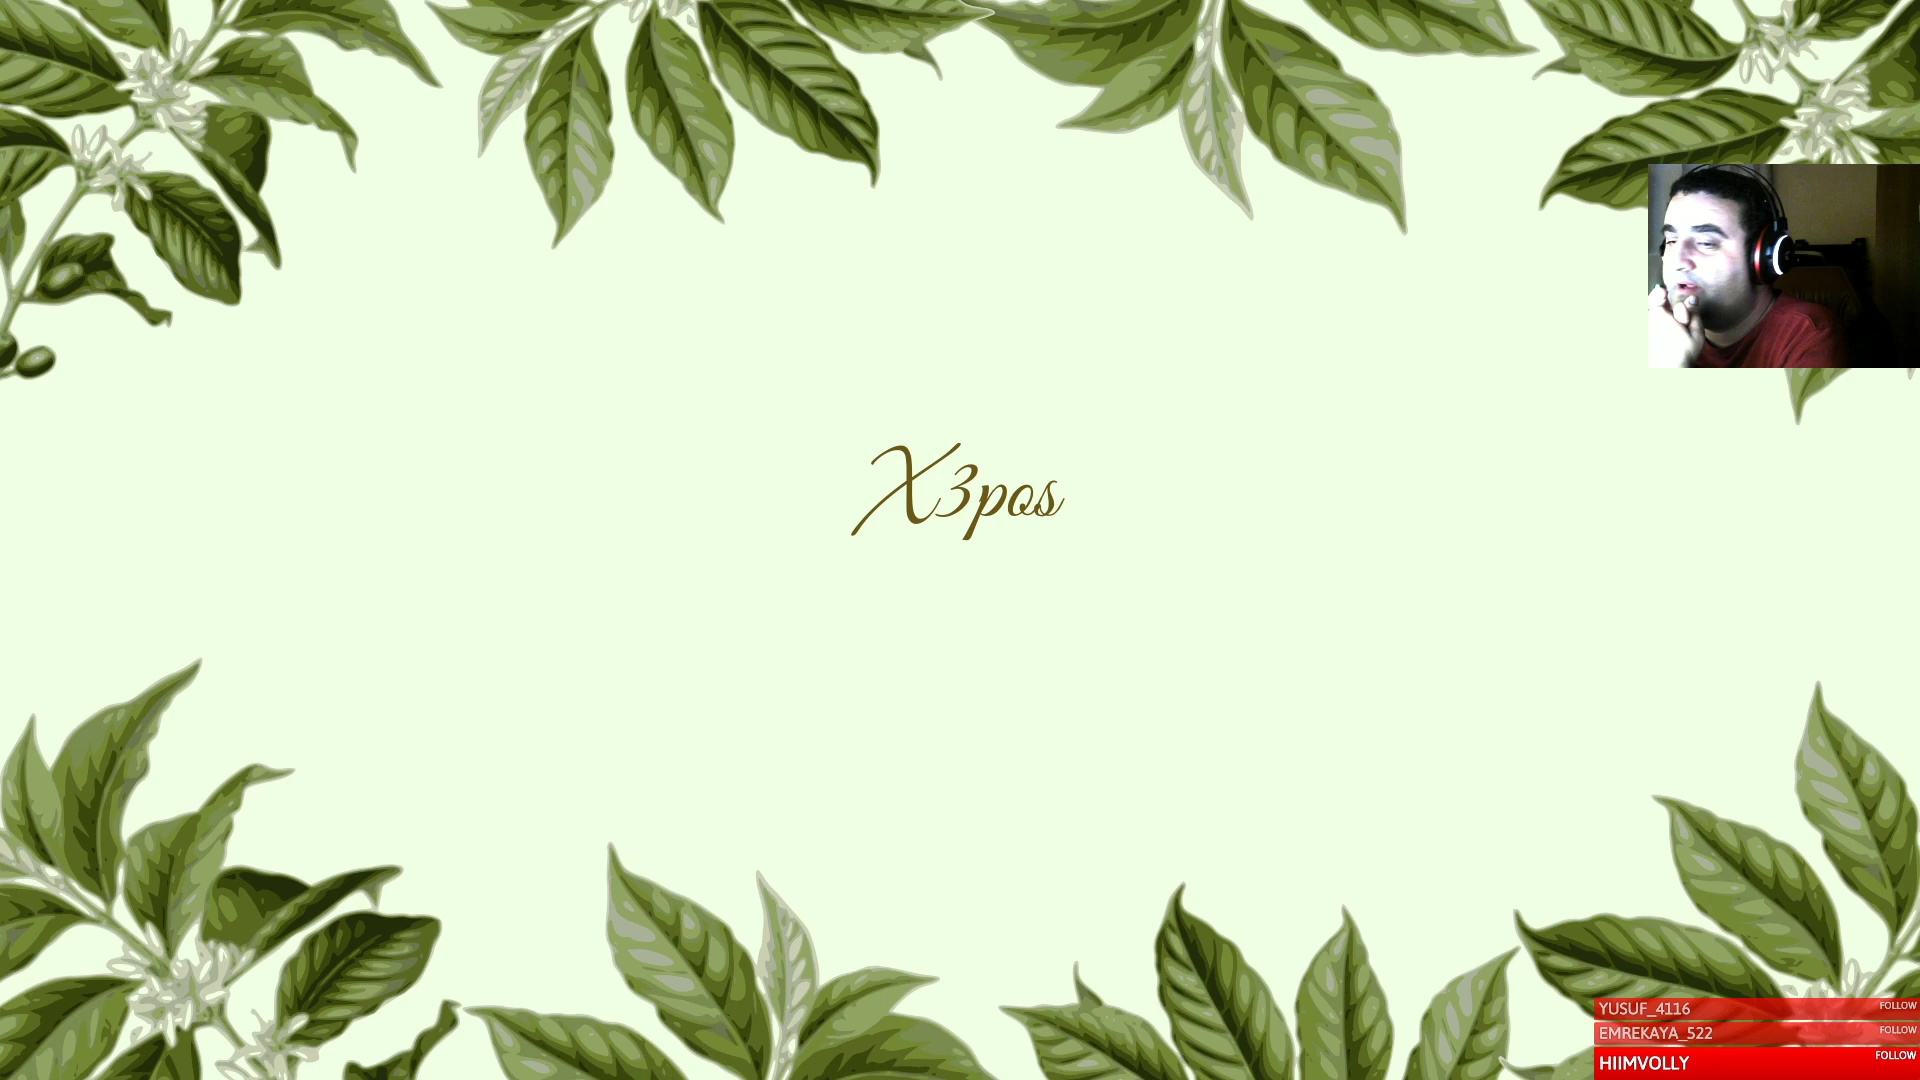 X3pos
YUSUF_4116 FOLLOW
EMREKAYA_522 FOLLOW
HIIMVOLLY FOLLOW